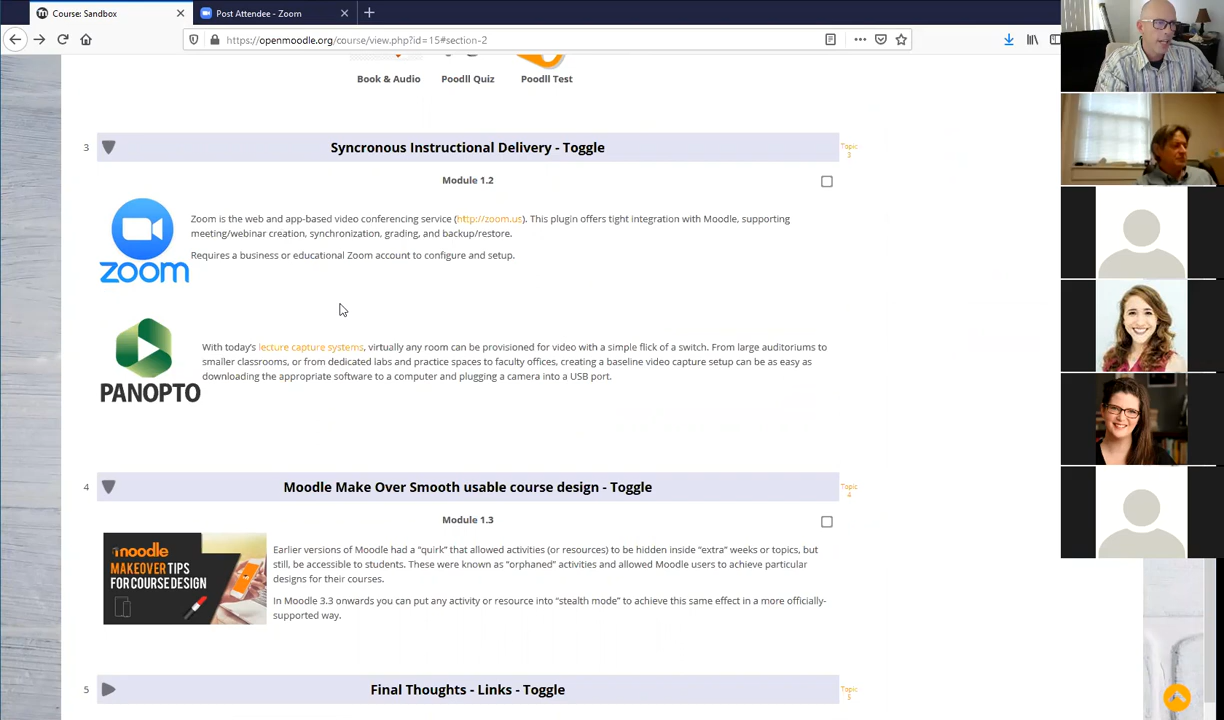 Course: Sandbox
Post Attendee - Zoom
https://openmoodle.org/course/view.php?id=15#section-2
Book & Audio
Poodll Quiz
Poodll Test
3
Syncronous Instructional Delivery - Toggle
Topic
3
Module 1.2
Zoom is the web and app-based video conferencing service (http://zoom.us). This plugin offers tight integration with Moodle, supporting
meeting/webinar creation, synchronization, grading, and backup/restore.
Requires a business or educational Zoom account to configure and setup.
zoom
With today's lecture capture systems, virtually any room can be provisioned for video with a simple flick of a switch. From large auditoriums to
smaller classrooms, or from dedicated labs and practice spaces to faculty offices, creating a baseline video capture setup can be as easy as
downloading the appropriate software to a computer and plugging a camera into a USB port.
PANOPTO
4
Moodle Make Over Smooth usable course design - Toggle
Topic
4
Module 1.3
moodle
MAKEOVER TIPS
FOR COURSE DESIGN
Earlier versions of Moodle had a "quirk" that allowed activities (or resources) to be hidden inside "extra" weeks or topics, but
still, be accessible to students. These were known as "orphaned" activities and allowed Moodle users to achieve particular
designs for their courses.
In Moodle 3.3 onwards you can put any activity or resource into "stealth mode" to achieve this same effect in a more officially-
supported way.
5
Final Thoughts - Links - Toggle
Topic
5